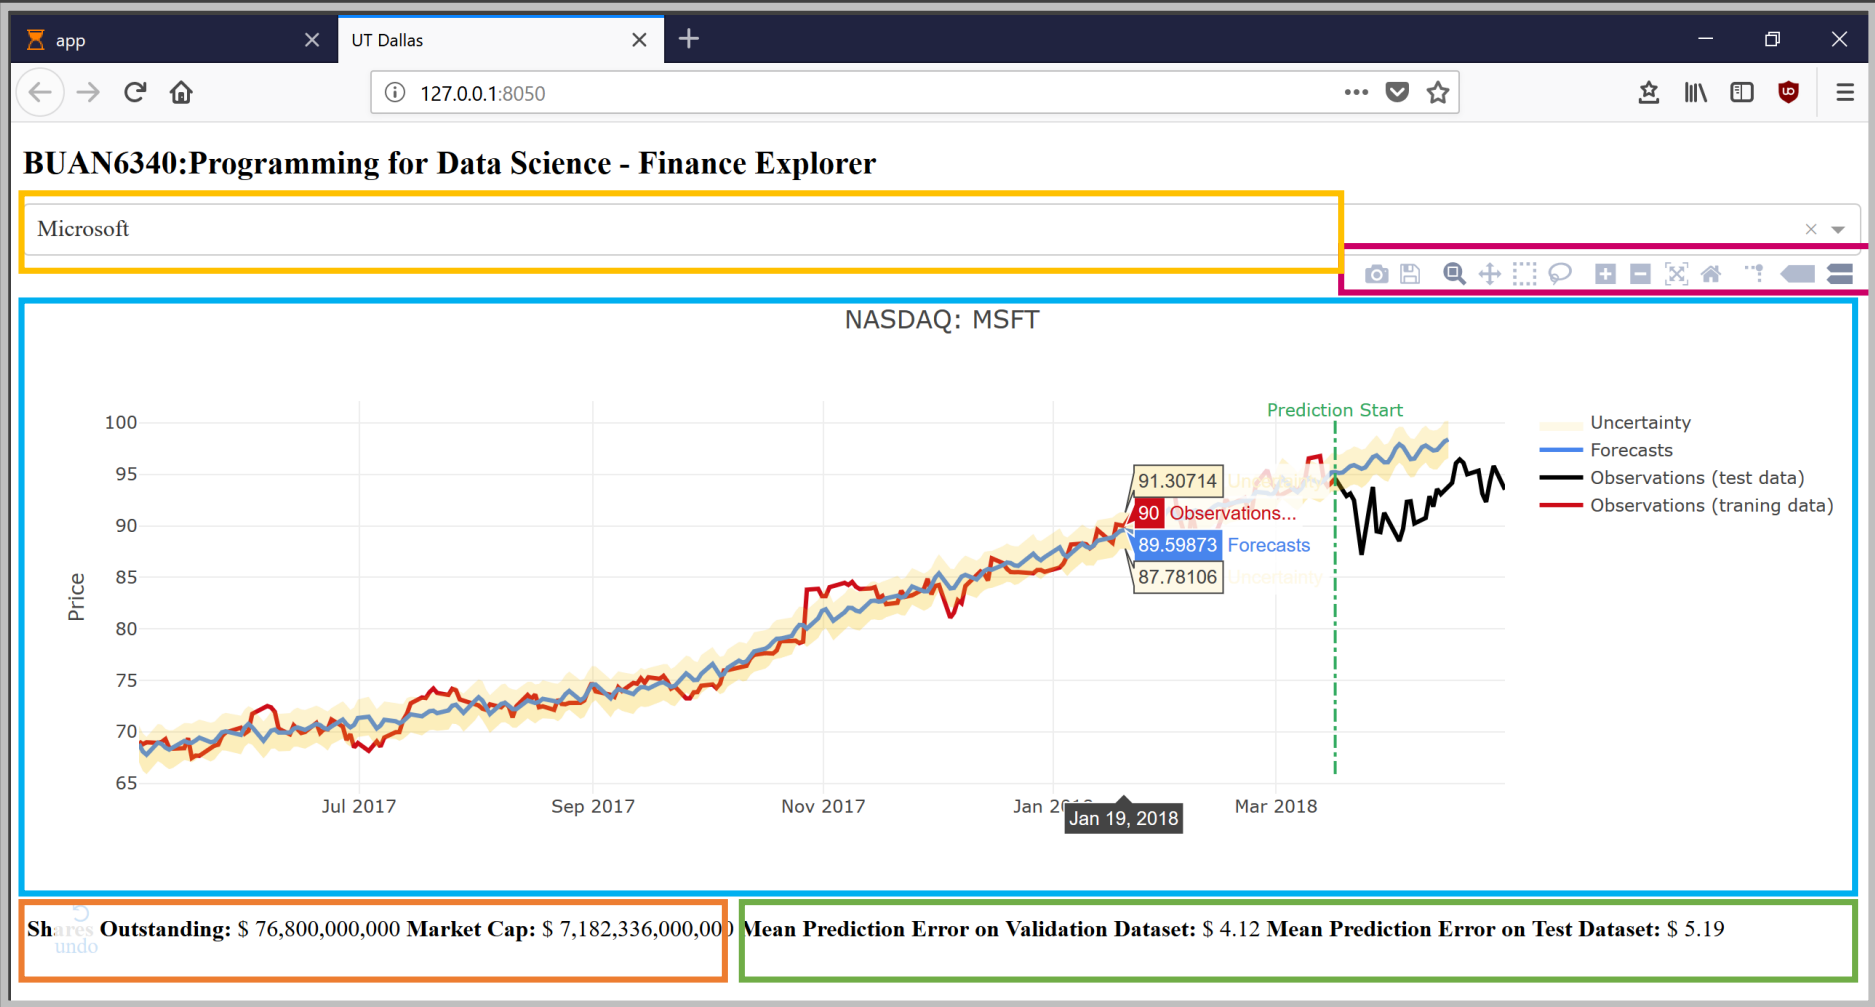 app
UT Dallas
127.0.0.1:8050
BUAN6340:Programming for Data Science - Finance Explorer
Microsoft
NASDAQ: MSFT
Prediction Start
100
95
90
85
80
75
70
65
Price
91.30714 Uncertainty
90 Observations...
89.59873 Forecasts
87.78106 Uncertainty
Uncertainty
Forecasts
Observations (test data)
Observations (traning data)
Jul 2017
Sep 2017
Nov 2017
Jan 2018
Mar 2018
Jan 19, 2018
Shares Outstanding: $ 76,800,000,000 Market Cap: $ 7,182,336,000,000 Mean Prediction Error on Validation Dataset: $ 4.12 Mean Prediction Error on Test Dataset: $ 5.19
undo